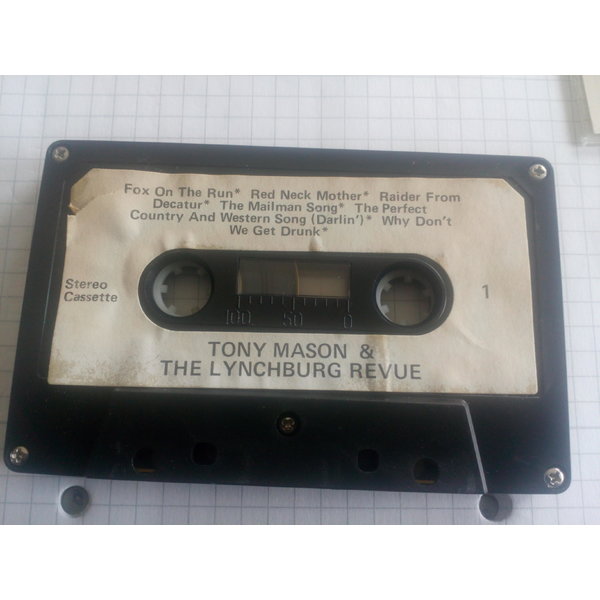 Fox On The Run* Red Neck Mother* Raider From
Decatur* The Mailman Song* The Perfect
Country And Western Song (Darlin')* Why Don't
We Get Drunk*
Stereo
Cassette
1
100 50 0
TONY MASON &
THE LYNCHBURG REVUE